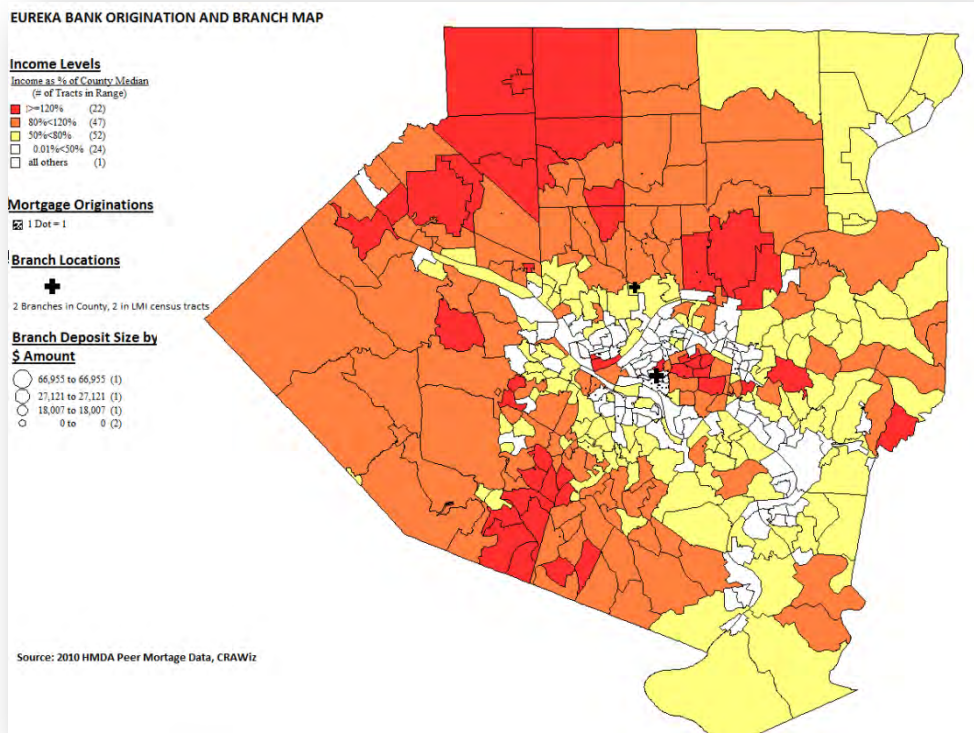 EUREKA BANK ORIGINATION AND BRANCH MAP
Income Levels
Income as % of County Median
(# of Tracts in Range)
>=120% (22)
80%<120% (47)
50%<80% (52)
0.01%<50% (24)
all others (1)
Mortgage Originations
1 Dot = 1
Branch Locations
2 Branches in County, 2 in LMI census tracts
Branch Deposit Size by
$ Amount
66,955 to 66,955 (1)
27,121 to 27,121 (1)
18,007 to 18,007 (1)
0 to 0 (2)
Source: 2010 HMDA Peer Mortage Data, CRAWiz